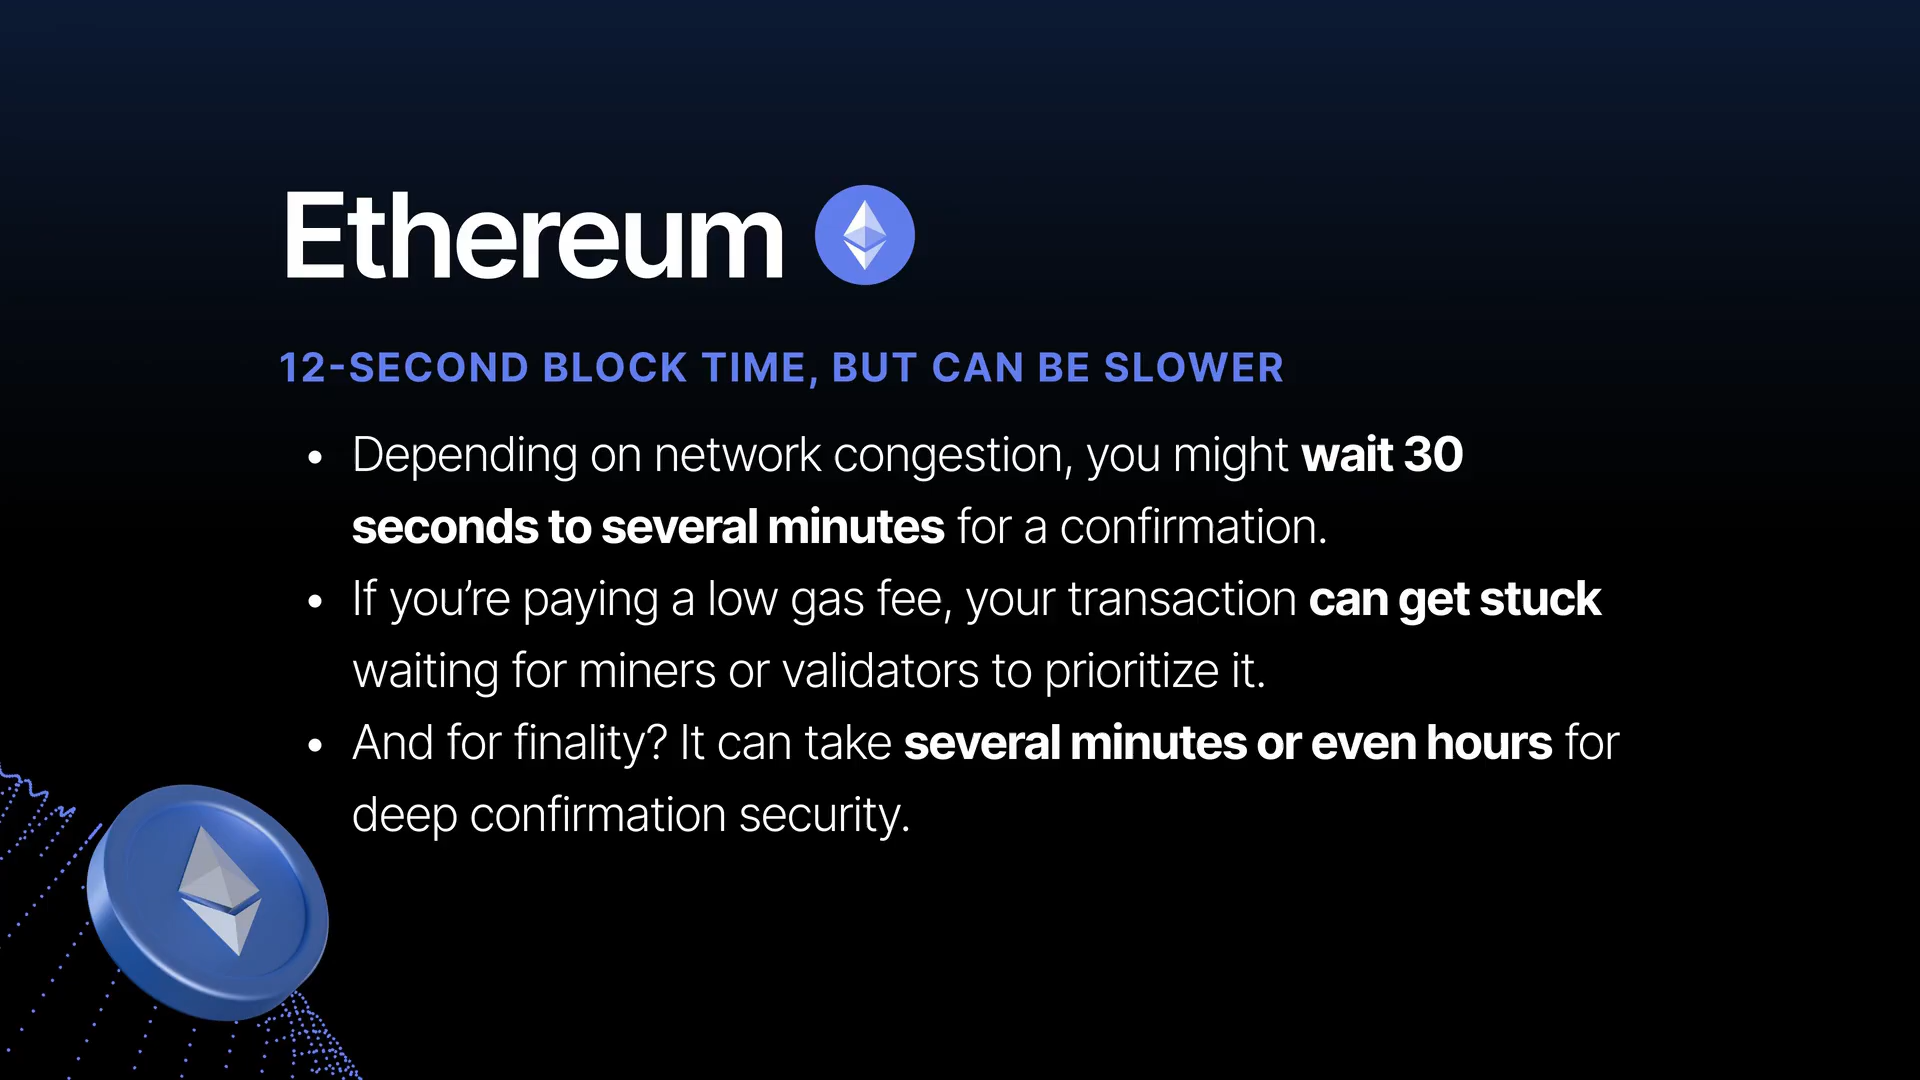 Ethereum
12-SECOND BLOCK TIME, BUT CAN BE SLOWER
• Depending on network congestion, you might wait 30
seconds to several minutes for a confirmation.
• If you’re paying a low gas fee, your transaction can get stuck
waiting for miners or validators to prioritize it.
• And for finality? It can take several minutes or even hours for
deep confirmation security.